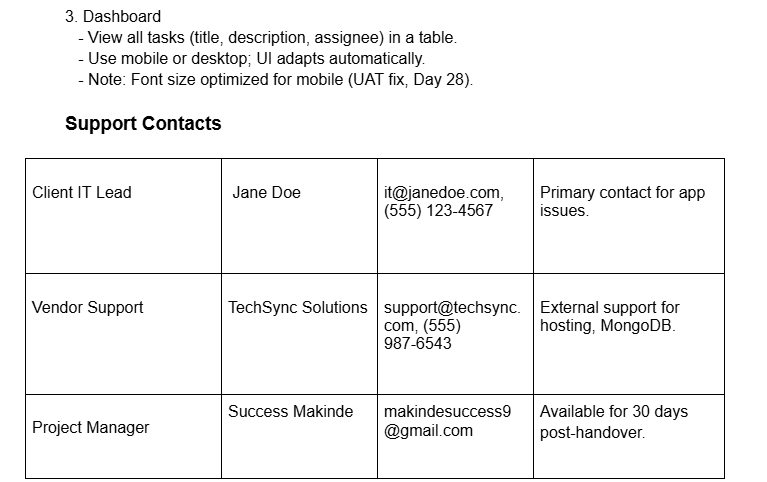 3. Dashboard
- View all tasks (title, description, assignee) in a table.
- Use mobile or desktop; UI adapts automatically.
- Note: Font size optimized for mobile (UAT fix, Day 28).
Support Contacts
Client IT Lead
Jane Doe
it@janedoe.com,
(555) 123-4567
Primary contact for app
issues.
Vendor Support
TechSync Solutions
support@techsync.
com, (555)
987-6543
External support for
hosting, MongoDB.
Project Manager
Success Makinde
makindesuccess9
@gmail.com
Available for 30 days
post-handover.